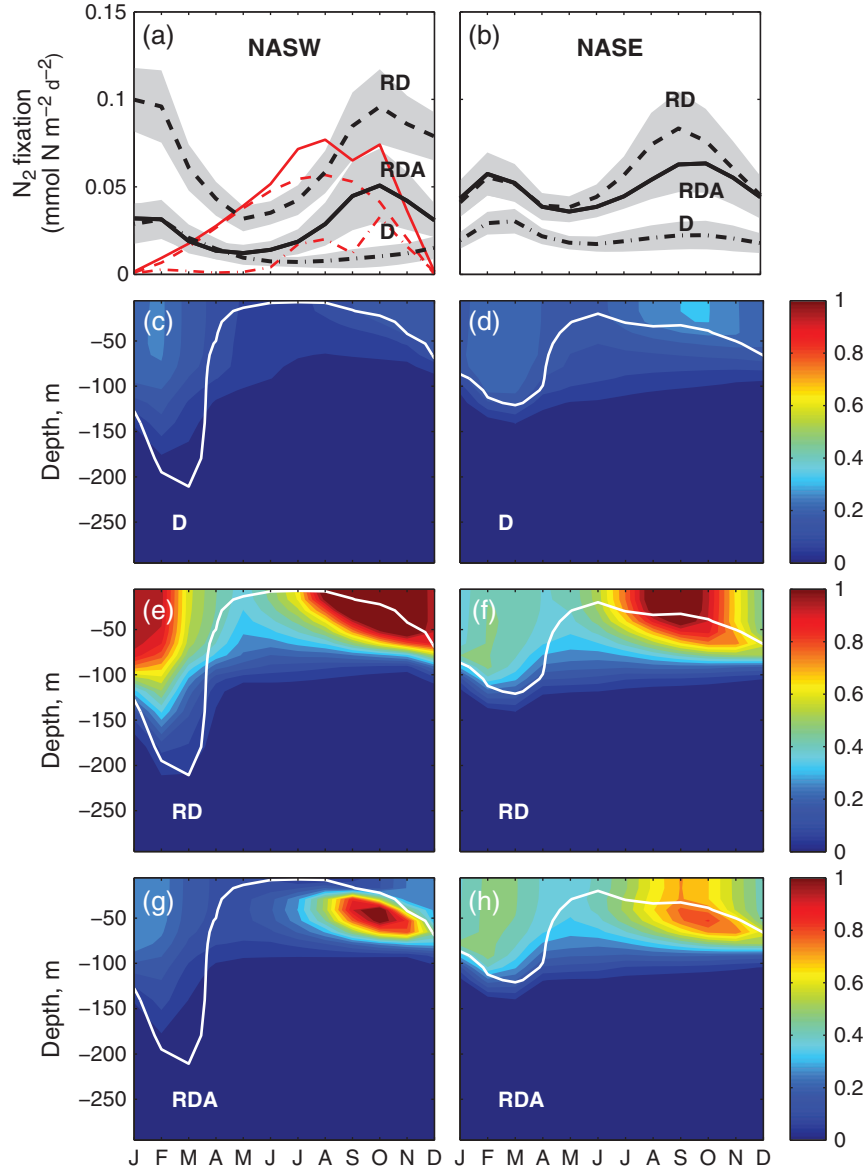 (a) NASW
(b) NASE
N₂ fixation
(mmol N m⁻² d⁻²)
0.15
0.1
0.05
0
RD
RDA
D
RD
RDA
D
(c)
(d)
Depth, m
−50
−100
−150
−200
−250
D
D
1
0.8
0.6
0.4
0.2
0
(e)
(f)
Depth, m
−50
−100
−150
−200
−250
RD
RD
1
0.8
0.6
0.4
0.2
0
(g)
(h)
Depth, m
−50
−100
−150
−200
−250
RDA
RDA
1
0.8
0.6
0.4
0.2
0
J F M A M J J A S O N D
J F M A M J J A S O N D